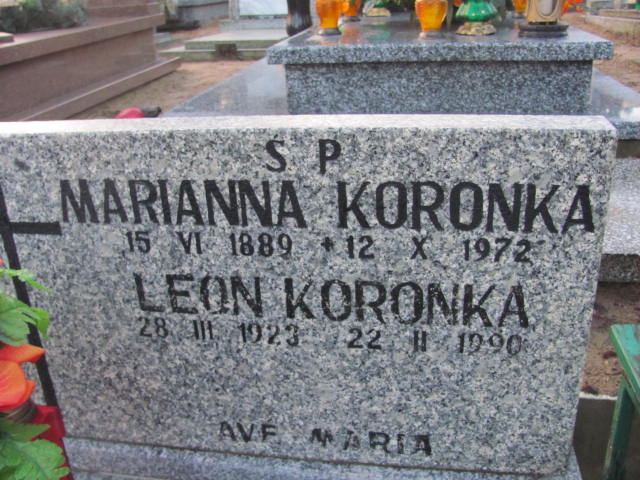 Ś P
MARIANNA KORONKA
15 VI 1889 + 12 X 1972
LEON KORONKA
28 III 1923 22 II 1990
AVE MARIA